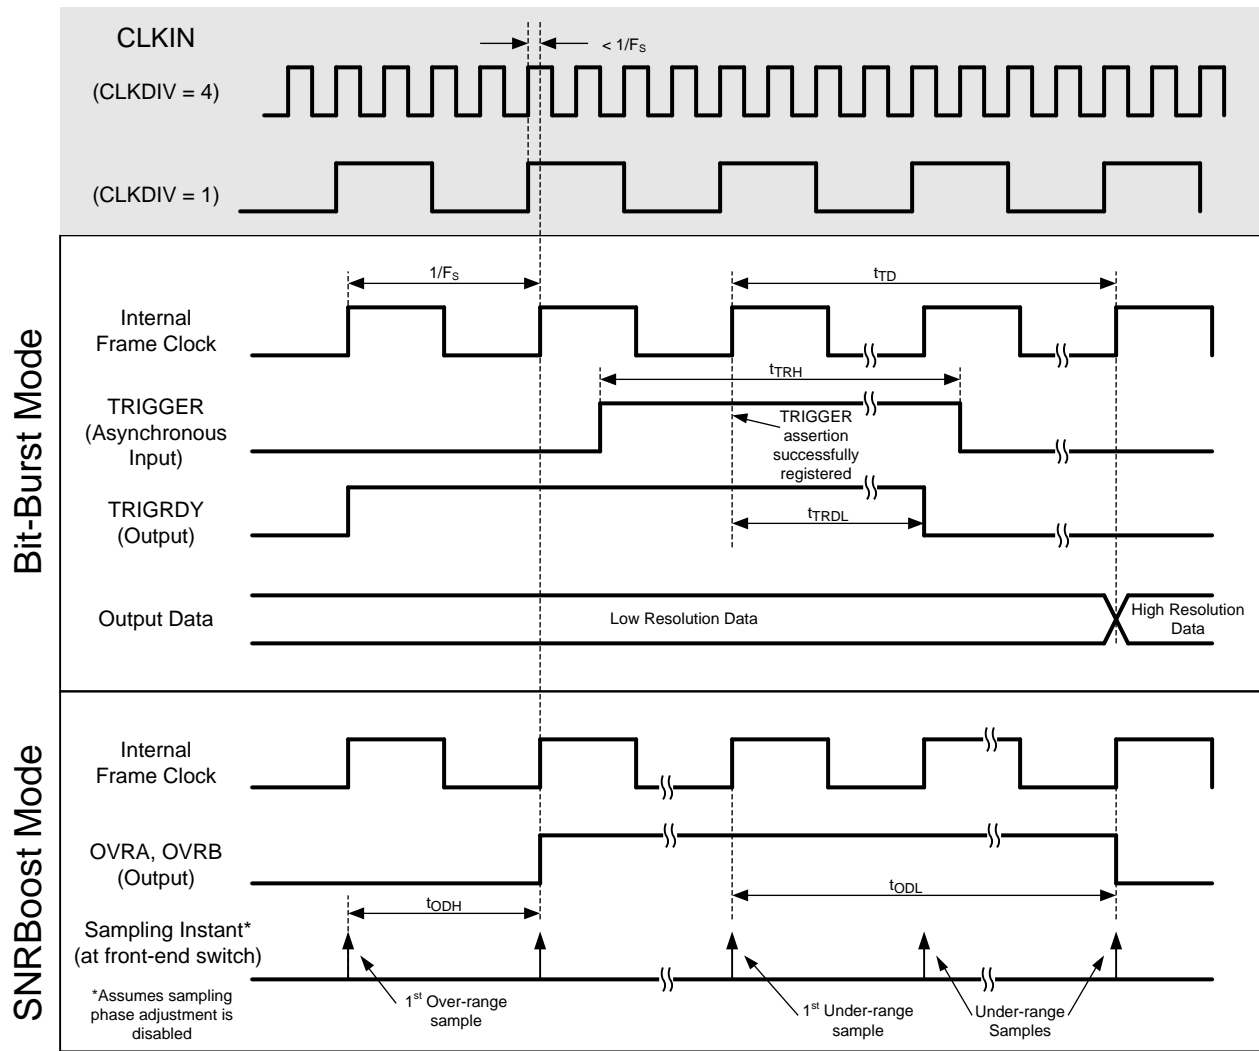 CLKIN
< 1/FS
(CLKDIV = 4)
(CLKDIV = 1)
Bit-Burst Mode
1/FS
tTD
Internal
Frame Clock
tTRH
TRIGGER
(Asynchronous
Input)
TRIGGER
assertion
successfully
registered
TRIGRDY
(Output)
tTRDL
Output Data
Low Resolution Data
High Resolution
Data
SNRBoost Mode
Internal
Frame Clock
OVRA, OVRB
(Output)
tODH
tODL
Sampling Instant*
(at front-end switch)
*Assumes sampling
phase adjustment is
disabled
1st Over-range
sample
1st Under-range
sample
Under-range
Samples